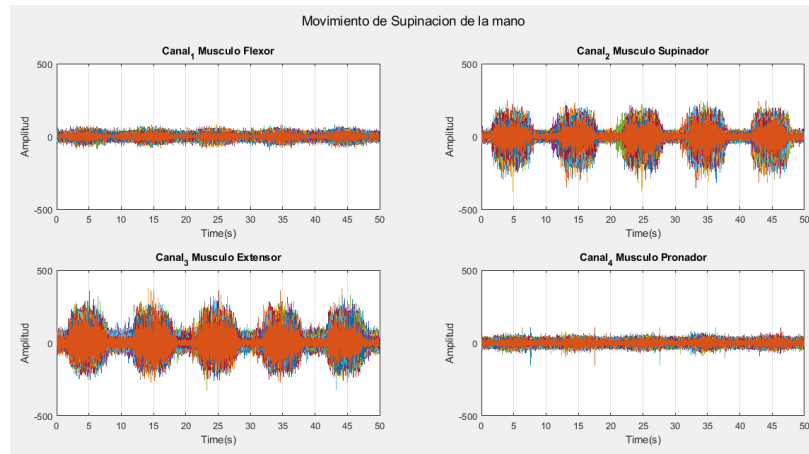 Movimiento de Supinacion de la mano
Canal1 Musculo Flexor
500
0
-500
Amplitud
0 5 10 15 20 25 30 35 40 45 50
Time(s)
Canal2 Musculo Supinador
500
0
-500
Amplitud
0 5 10 15 20 25 30 35 40 45 50
Time(s)
Canal3 Musculo Extensor
500
0
-500
Amplitud
0 5 10 15 20 25 30 35 40 45 50
Time(s)
Canal4 Musculo Pronador
500
0
-500
Amplitud
0 5 10 15 20 25 30 35 40 45 50
Time(s)